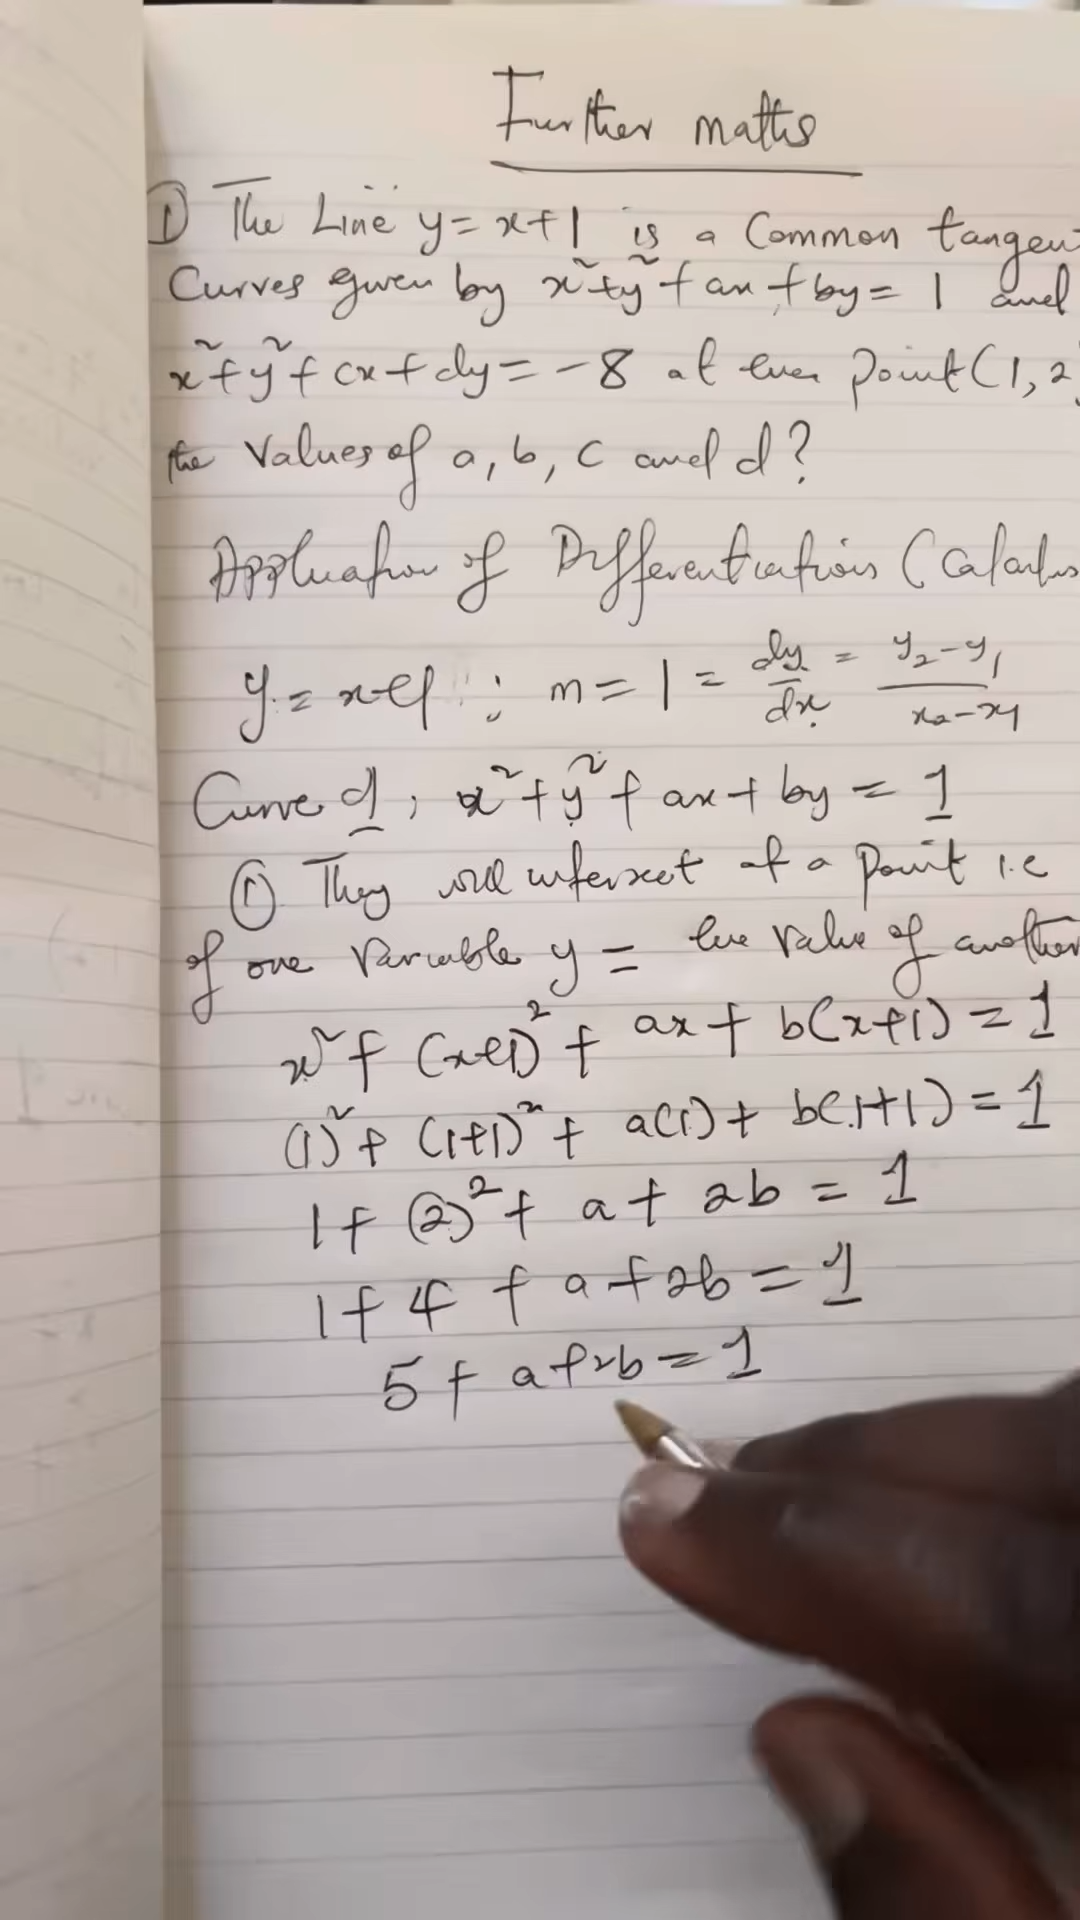 Further maths
① The Line y = x+1 is a Common tangent
Curves given by x²+y²+ax+by = 1 and
x²+y²+cx+dy = -8 at the point (1, 2
the values of a, b, c and d?
Application of Differentiation (Calculus
y = x+1 ; m = 1 = dy/dx = y₂-y₁/x₂-x₁
Curve 1, x²+y²+ax+by = 1
① They will intersect at a point i.e
of one variable y = the value of another
x² + (x+1)² + ax + b(x+1) = 1
(1)² + (1+1)² + a(1) + b(1+1) = 1
1 + (2)² + a + 2b = 1
1 + 4 + a + 2b = 1
5 + a + 2b = 1